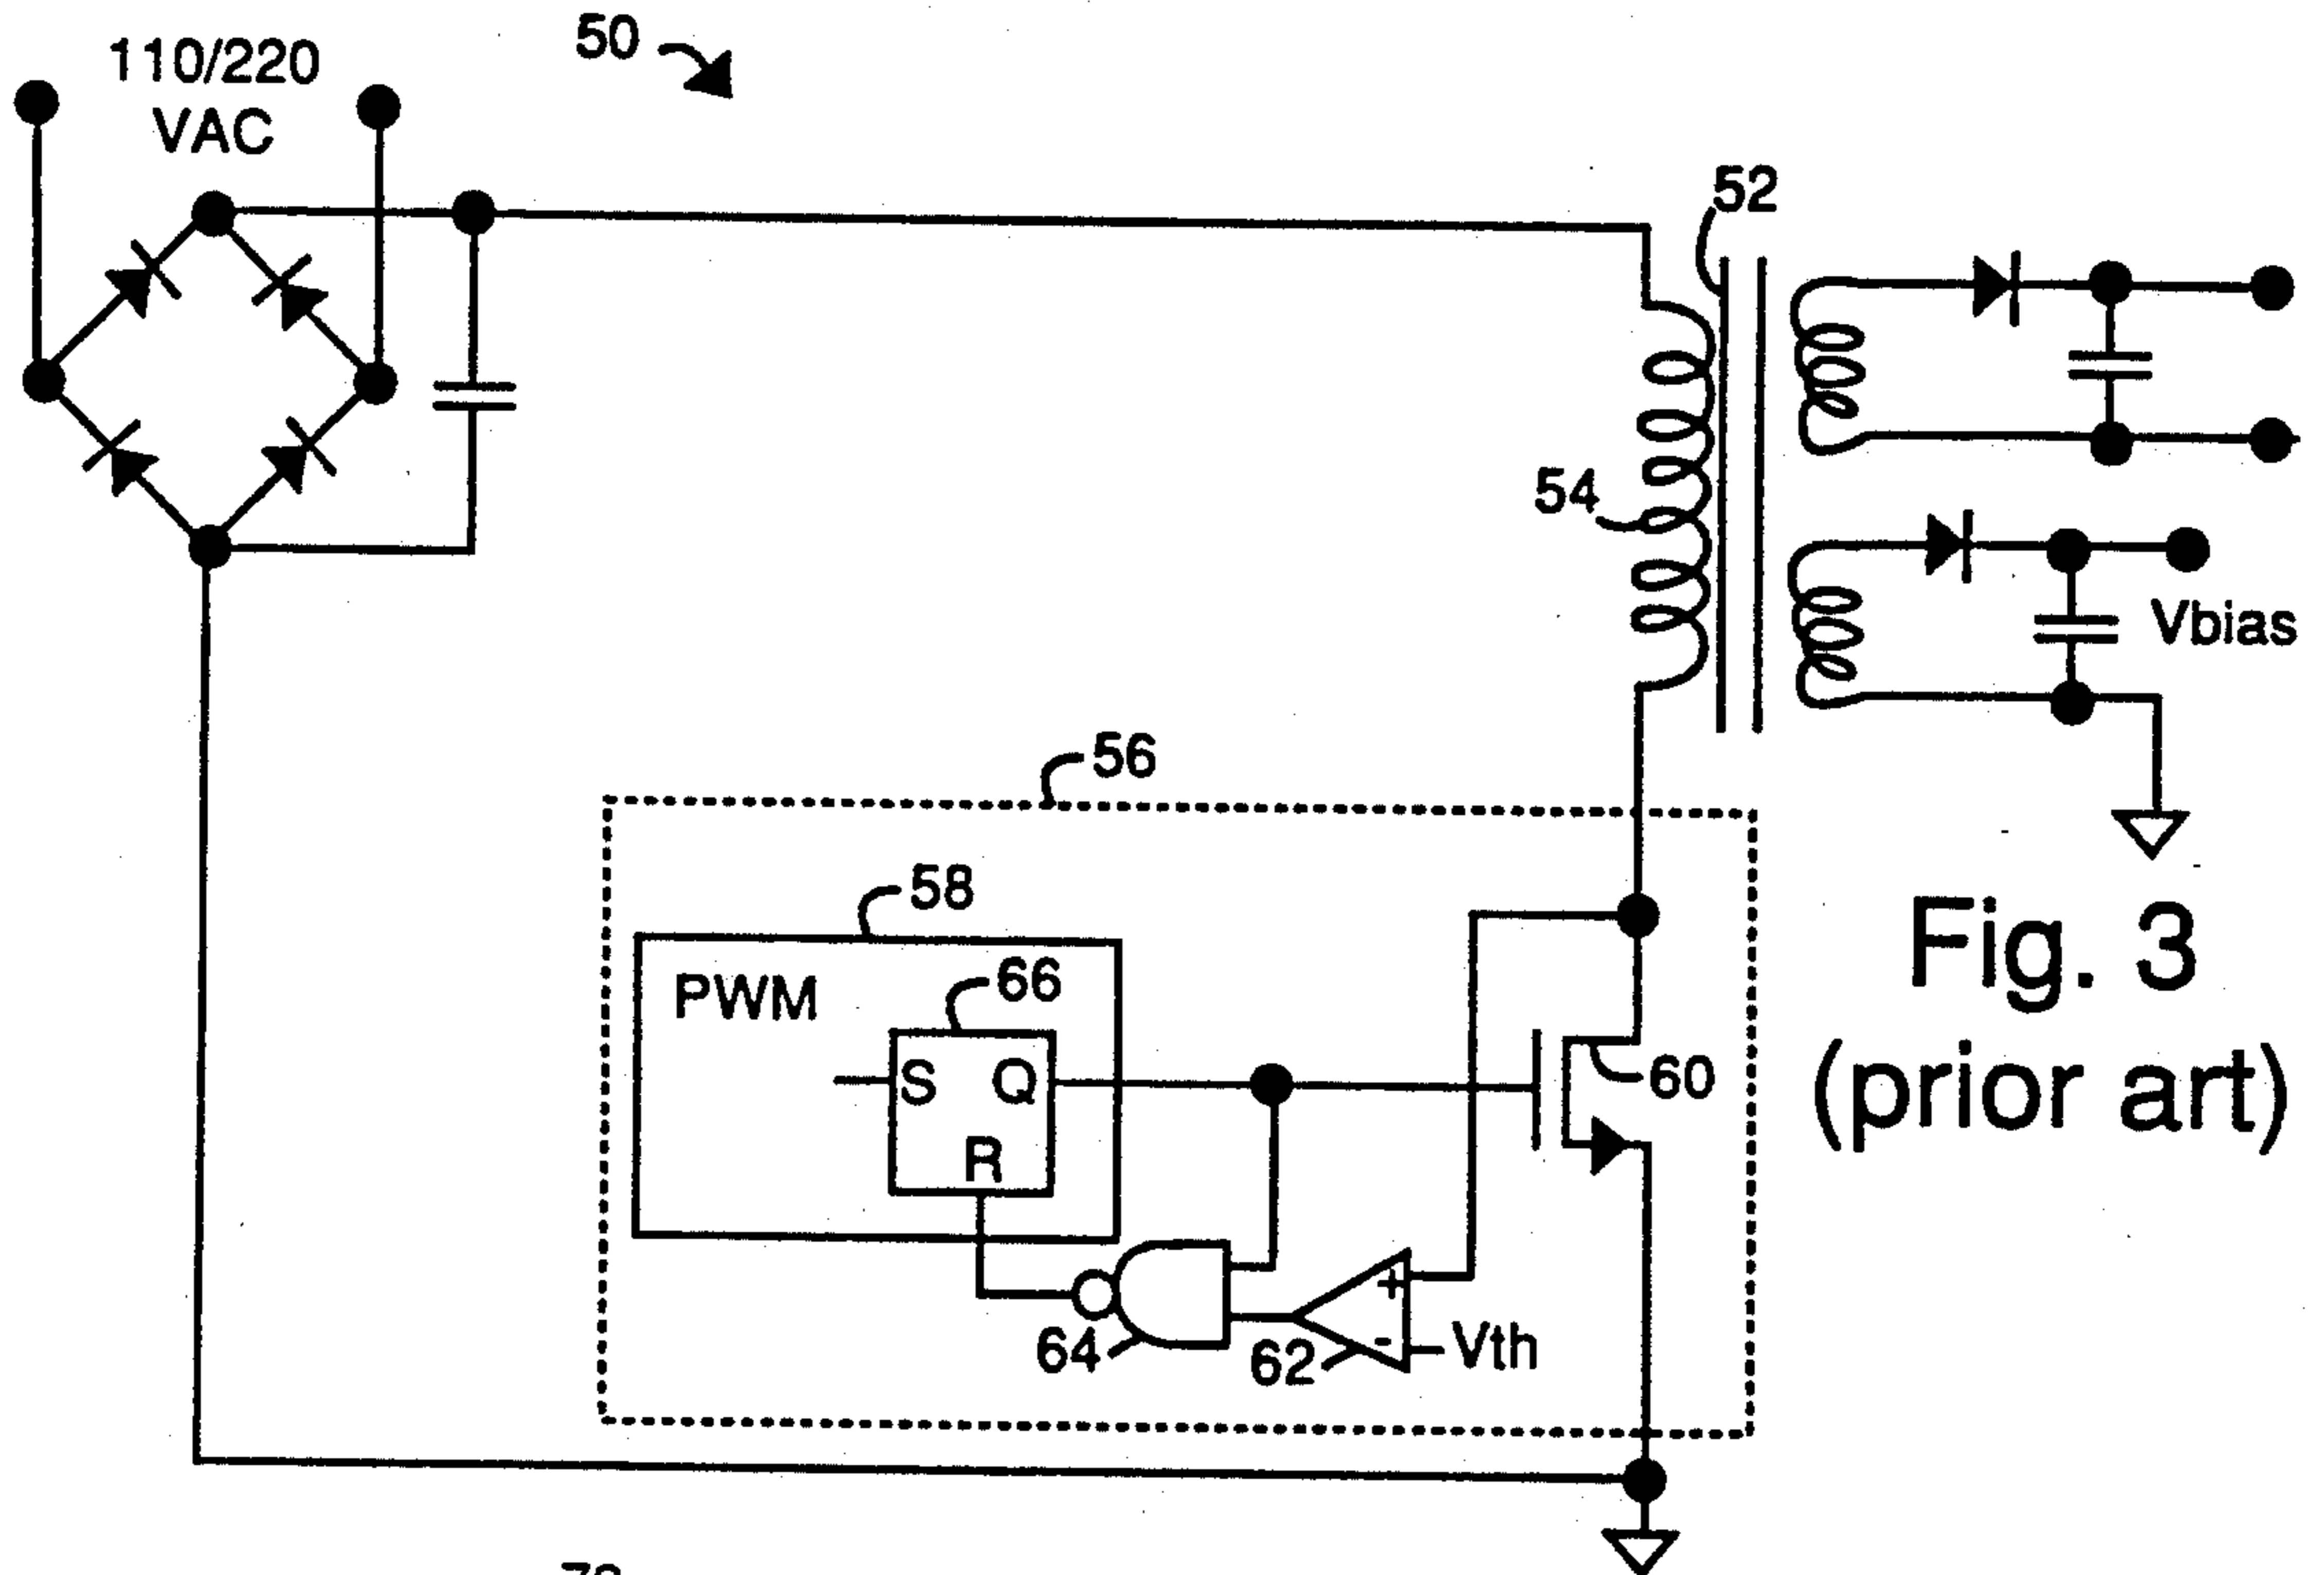 50
110/220
VAC
52
54
Vbias
56
58
PWM
66
S
Q
R
60
+
-
Vth
64
62
Fig. 3
(prior art)